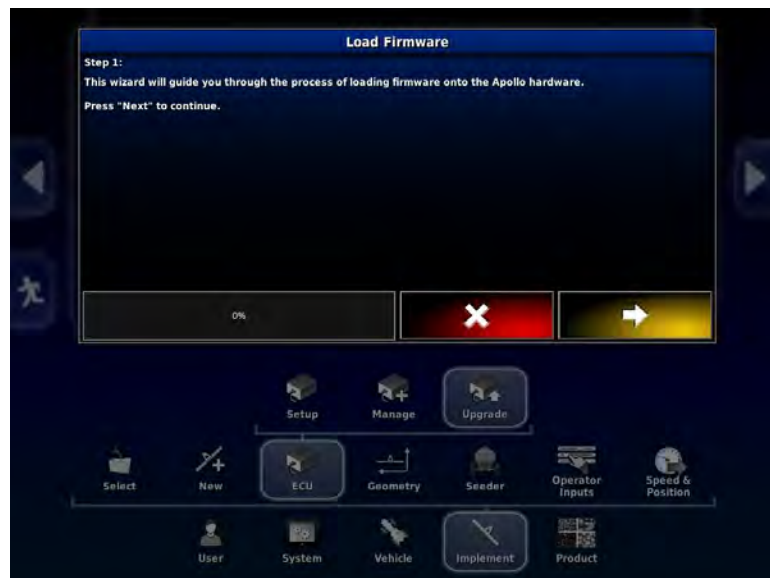 Load Firmware
Step 1:
This wizard will guide you through the process of loading firmware onto the Apollo hardware.
Press "Next" to continue.
0%
Setup
Manage
Upgrade
Select
New
ECU
Geometry
Seeder
Operator
Inputs
Speed &
Position
User
System
Vehicle
Implement
Product